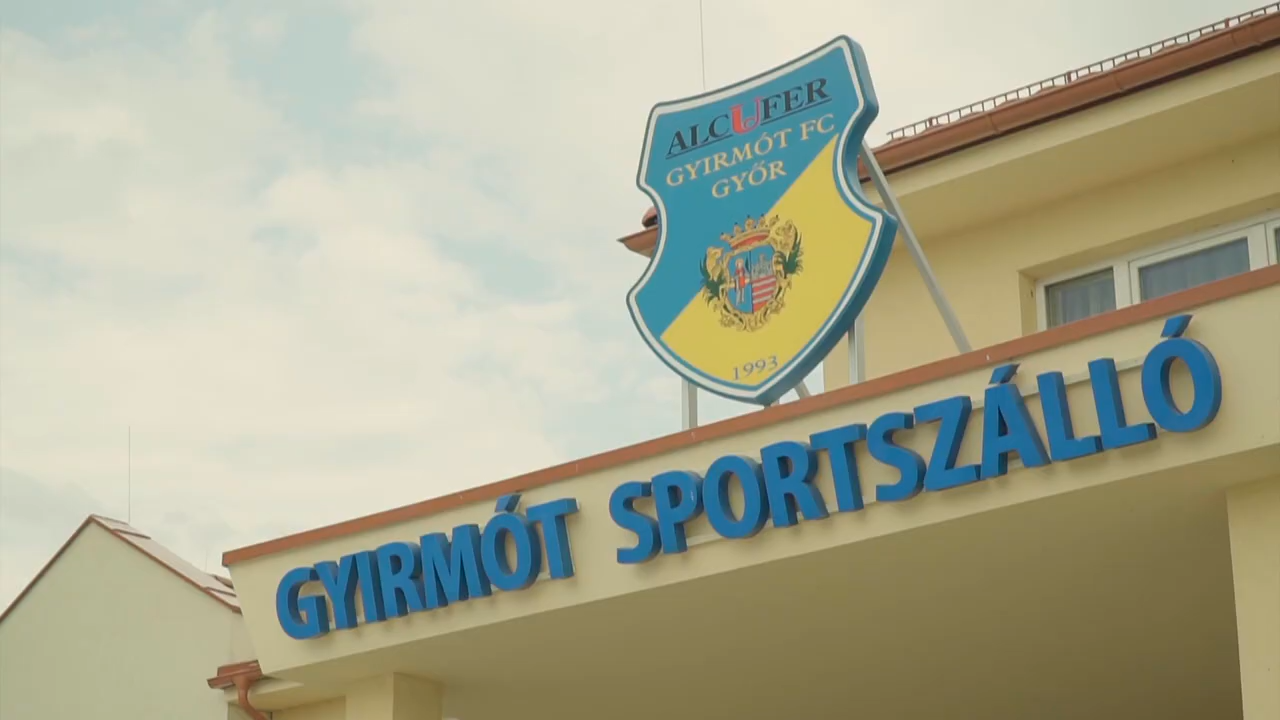 ALCUFER
GYIRMÓT FC
GYŐR
1993
GYIRMÓT SPORTSZÁLLÓ